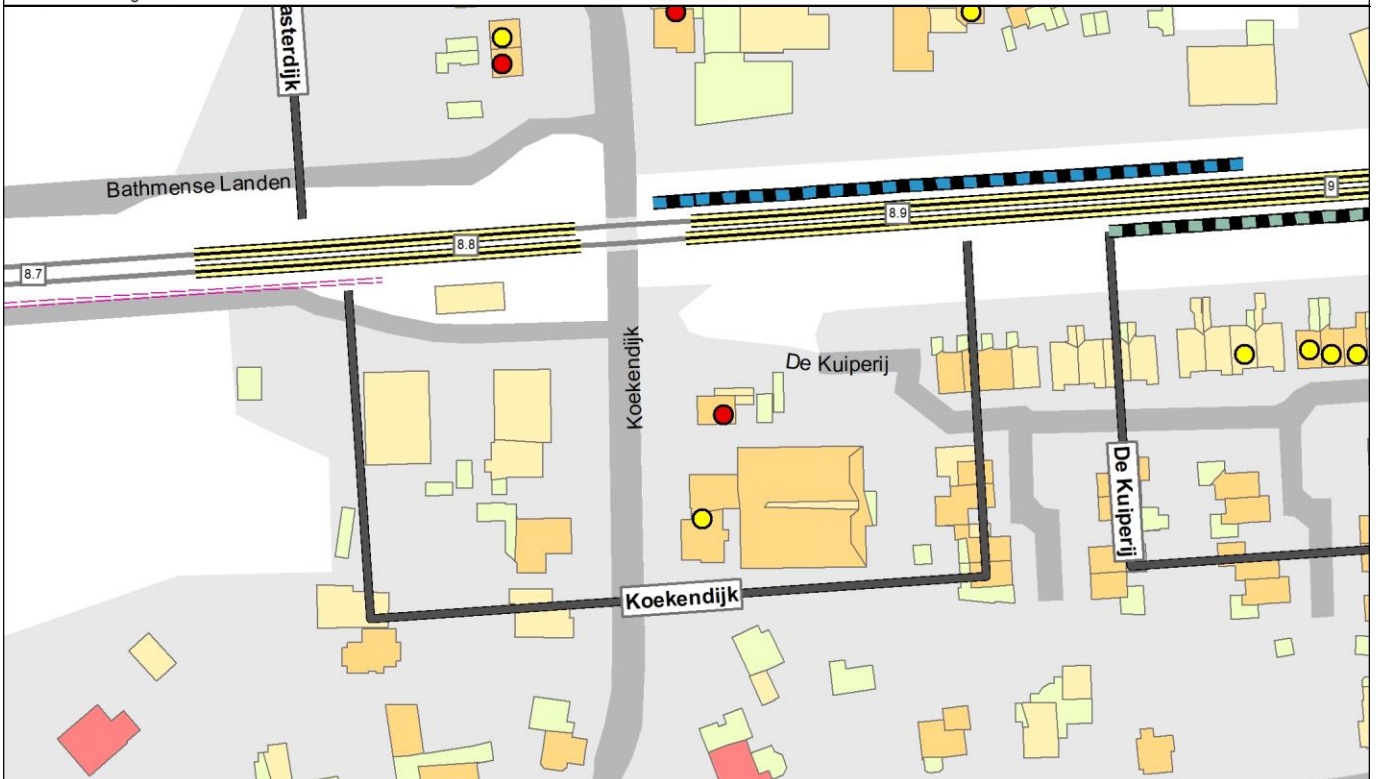 asterdijk
Bathmense Landen
9
8.9
8.8
8.7
Koekendijk
De Kuiperij
De Kuiperij
Koekendijk